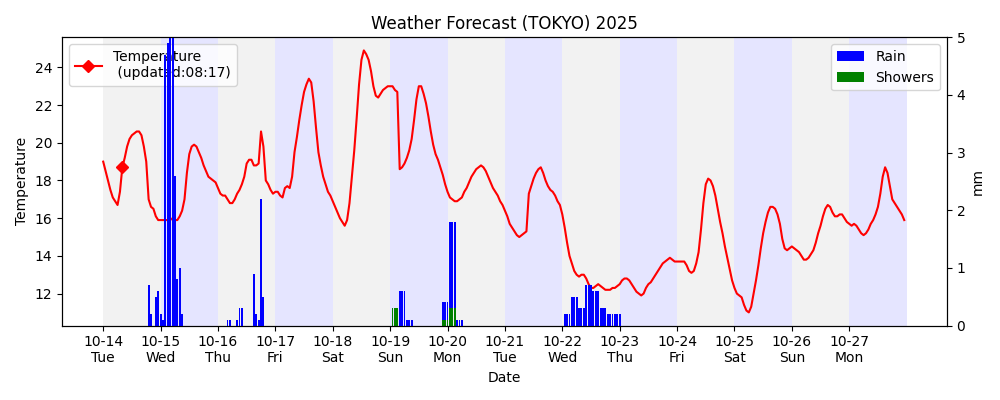 Weather Forecast (TOKYO) 2025
Temperature
(updated:08:17)
Rain
Showers
Temperature
24
22
20
18
16
14
12
5
4
3
2
1
0
mm
10-14 10-15 10-16 10-17 10-18 10-19 10-20 10-21 10-22 10-23 10-24 10-25 10-26 10-27
Tue Wed Thu Fri Sat Sun Mon Tue Wed Thu Fri Sat Sun Mon
Date